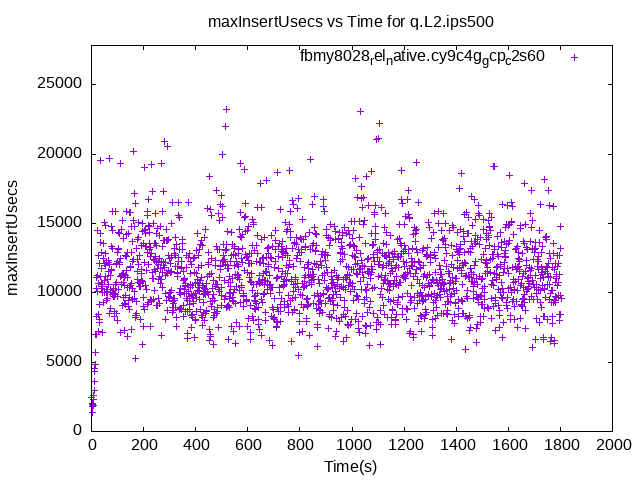 maxInsertUsecs vs Time for q.L2.ips500
fbmy8028relnative.cy9c4ggcpc2s60
25000
20000
15000
10000
5000
0
maxInsertUsecs
0 200 400 600 800 1000 1200 1400 1600 1800 2000
Time(s)